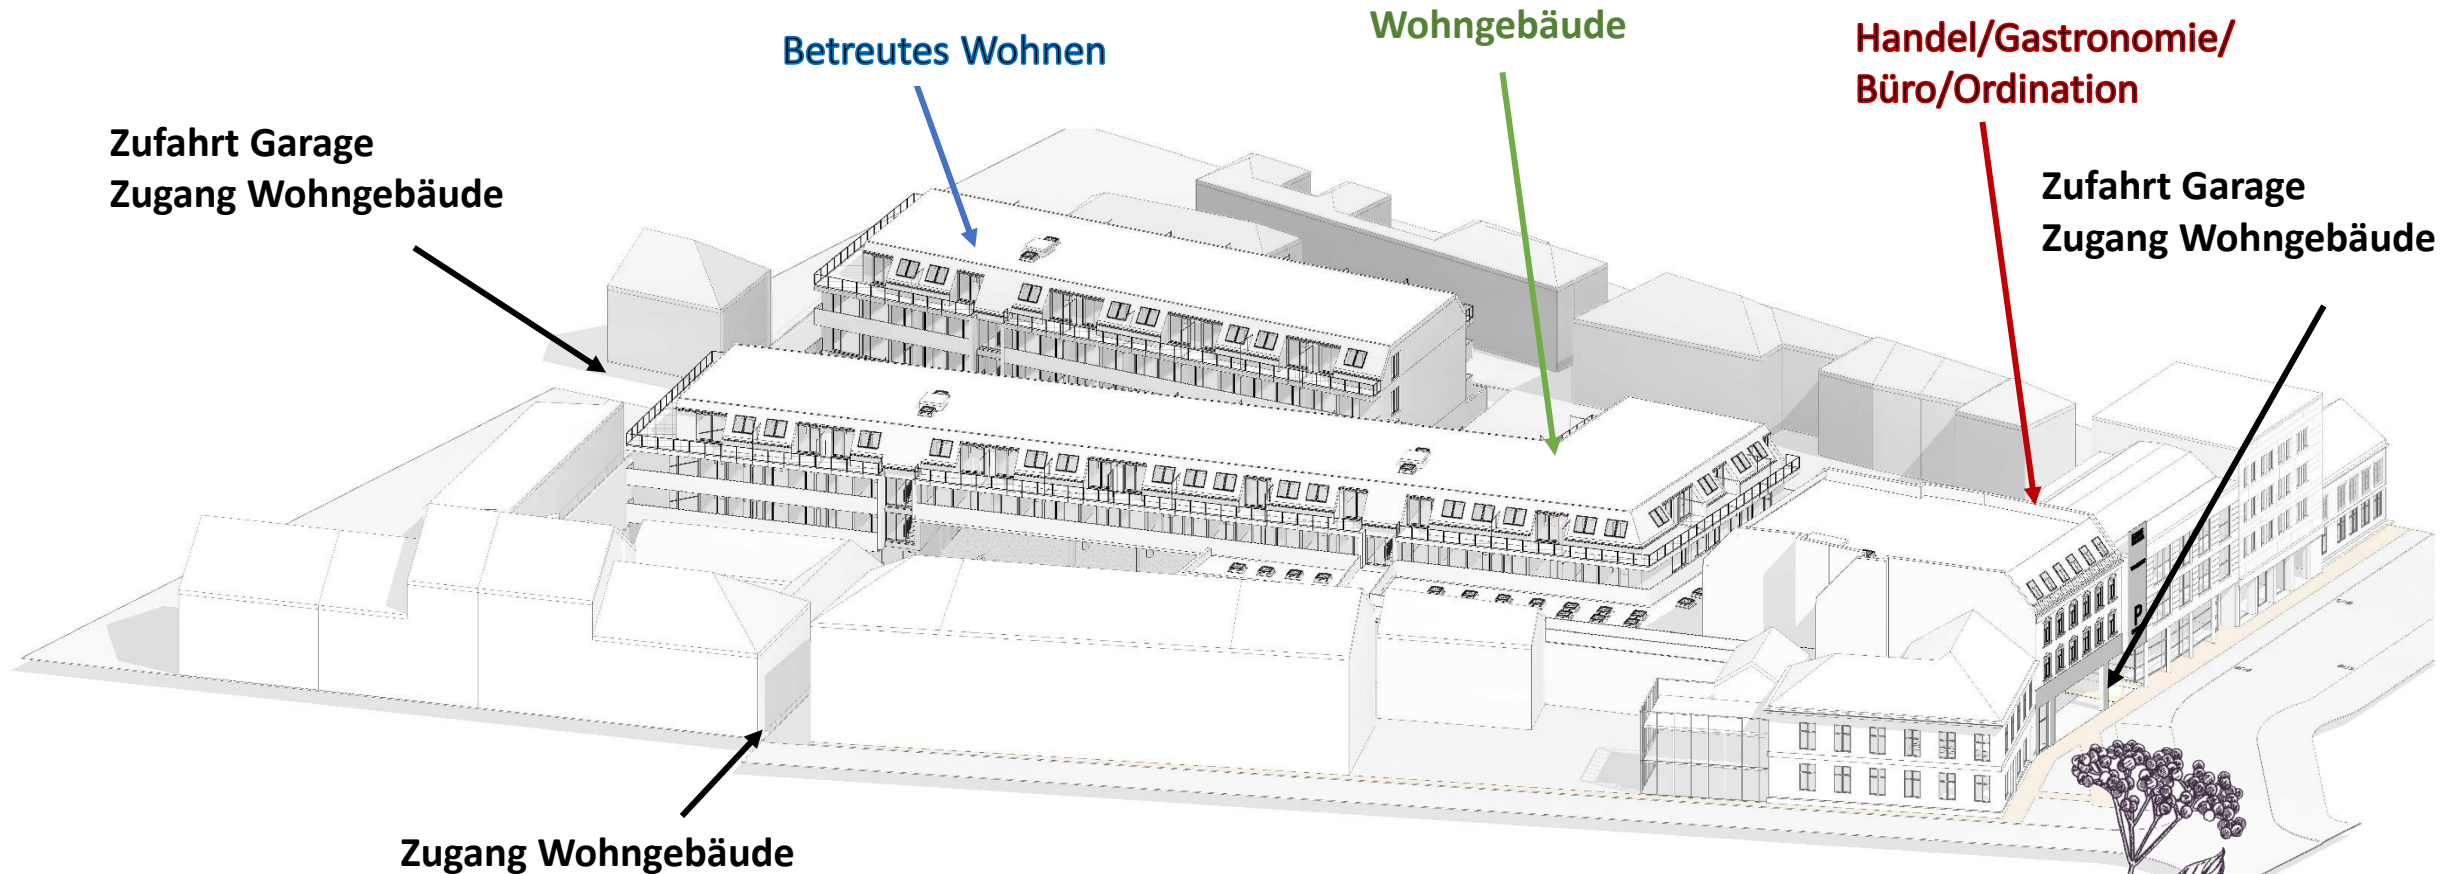 Wohngebäude
Betreutes Wohnen
Handel/Gastronomie/
Büro/Ordination
Zufahrt Garage
Zugang Wohngebäude
Zufahrt Garage
Zugang Wohngebäude
P
Zugang Wohngebäude